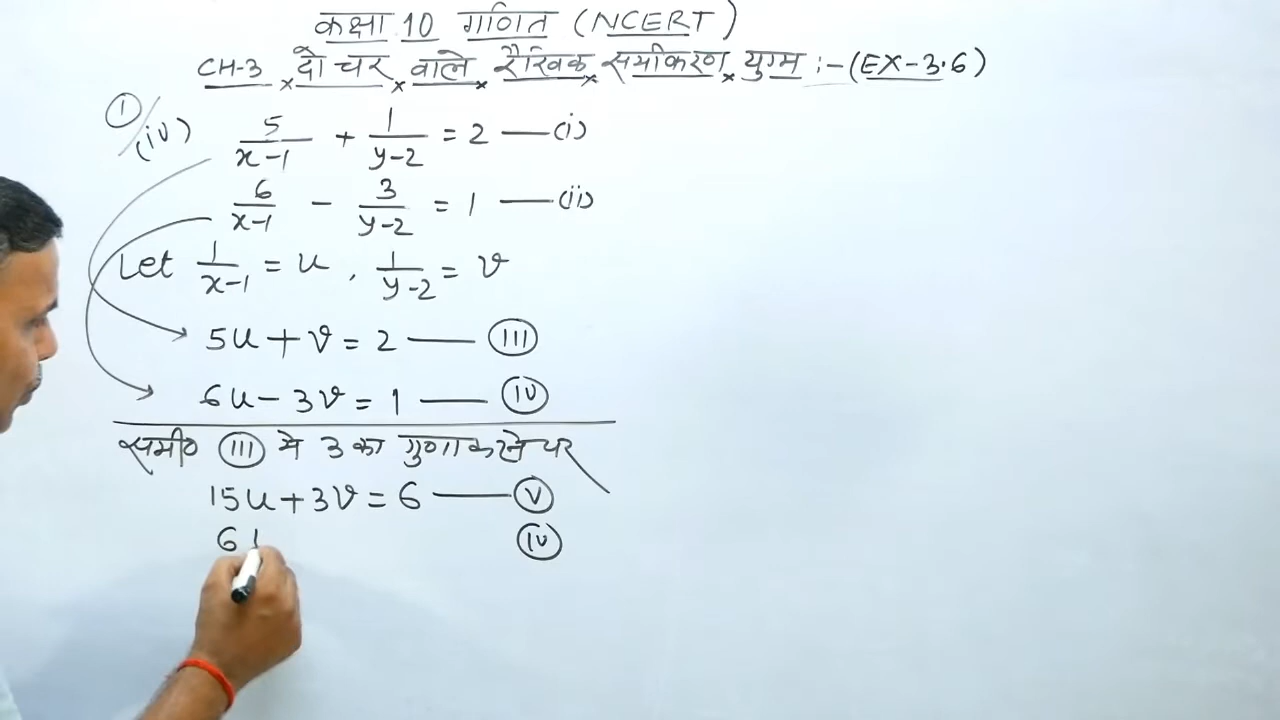 कक्षा 10 गणित (NCERT)
CH-3 दो चर वाले रैखिक समीकरण युग्म :- (EX-3.6)
① (iv) 5/(x-1) + 1/(y-2) = 2 — (i)
6/(x-1) - 3/(y-2) = 1 — (ii)
Let 1/(x-1) = u , 1/(y-2) = v
5u + v = 2 — (III)
6u - 3v = 1 — (IV)
समी० (III) मे 3 का गुणा करने पर
15u + 3v = 6 — (V)
6 (IV)